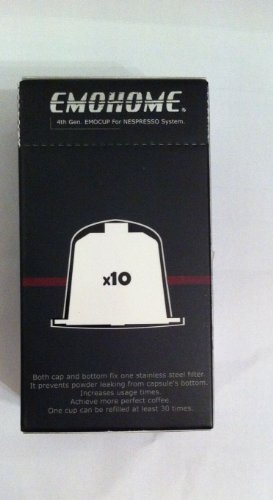 EMOHOME®
4th Gen. EMOCUP For NESPRESSO System.
x10
Both cap and bottom fix one stainless steel filter.
It prevents powder leaking from capsule's bottom.
Increases usage times.
Achieve more perfect coffee.
One cup can be refilled at least 30 times.